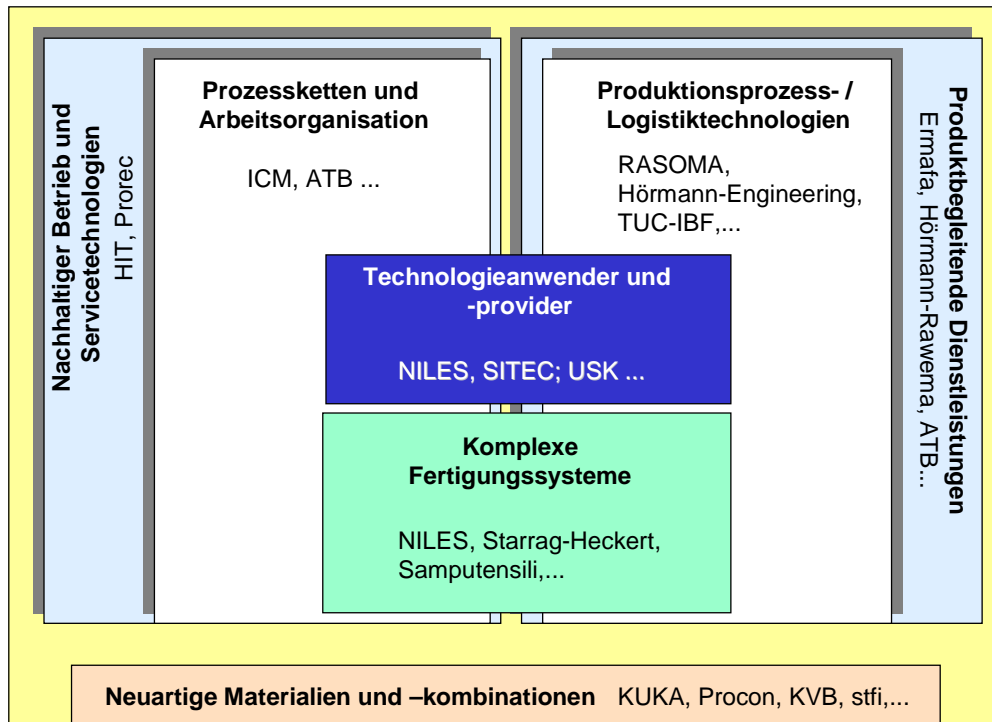 Nachhaltiger Betrieb und
Servicetechnologien
HIT, Prorec
Prozessketten und
Arbeitsorganisation
ICM, ATB ...
Produktionsprozess- /
Logistiktechnologien
RASOMA,
Hörmann-Engineering,
TUC-IBF,...
Produktbegleitende Dienstleistungen
Ermafa, Hörmann-Rawema, ATB...
Technologieanwender und
-provider
NILES, SITEC; USK ...
Komplexe
Fertigungssysteme
NILES, Starrag-Heckert,
Samputensili,...
Neuartige Materialien und –kombinationen KUKA, Procon, KVB, stfi,...